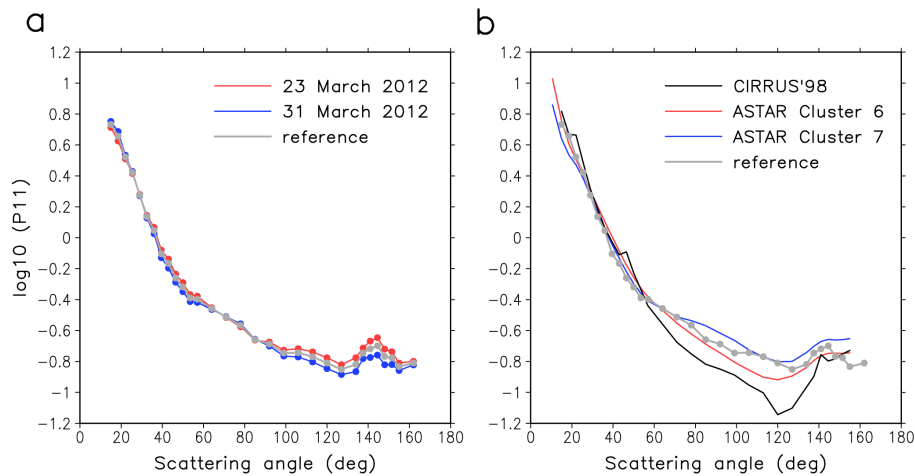 a
1.2
1
0.8
0.6
0.4
0.2
0
-0.2
-0.4
-0.6
-0.8
-1
-1.2
log10 (P11)
23 March 2012
31 March 2012
reference
0 20 40 60 80 100 120 140 160 180
Scattering angle (deg)
b
1.2
1
0.8
0.6
0.4
0.2
0
-0.2
-0.4
-0.6
-0.8
-1
-1.2
CIRRUS'98
ASTAR Cluster 6
ASTAR Cluster 7
reference
0 20 40 60 80 100 120 140 160 180
Scattering angle (deg)